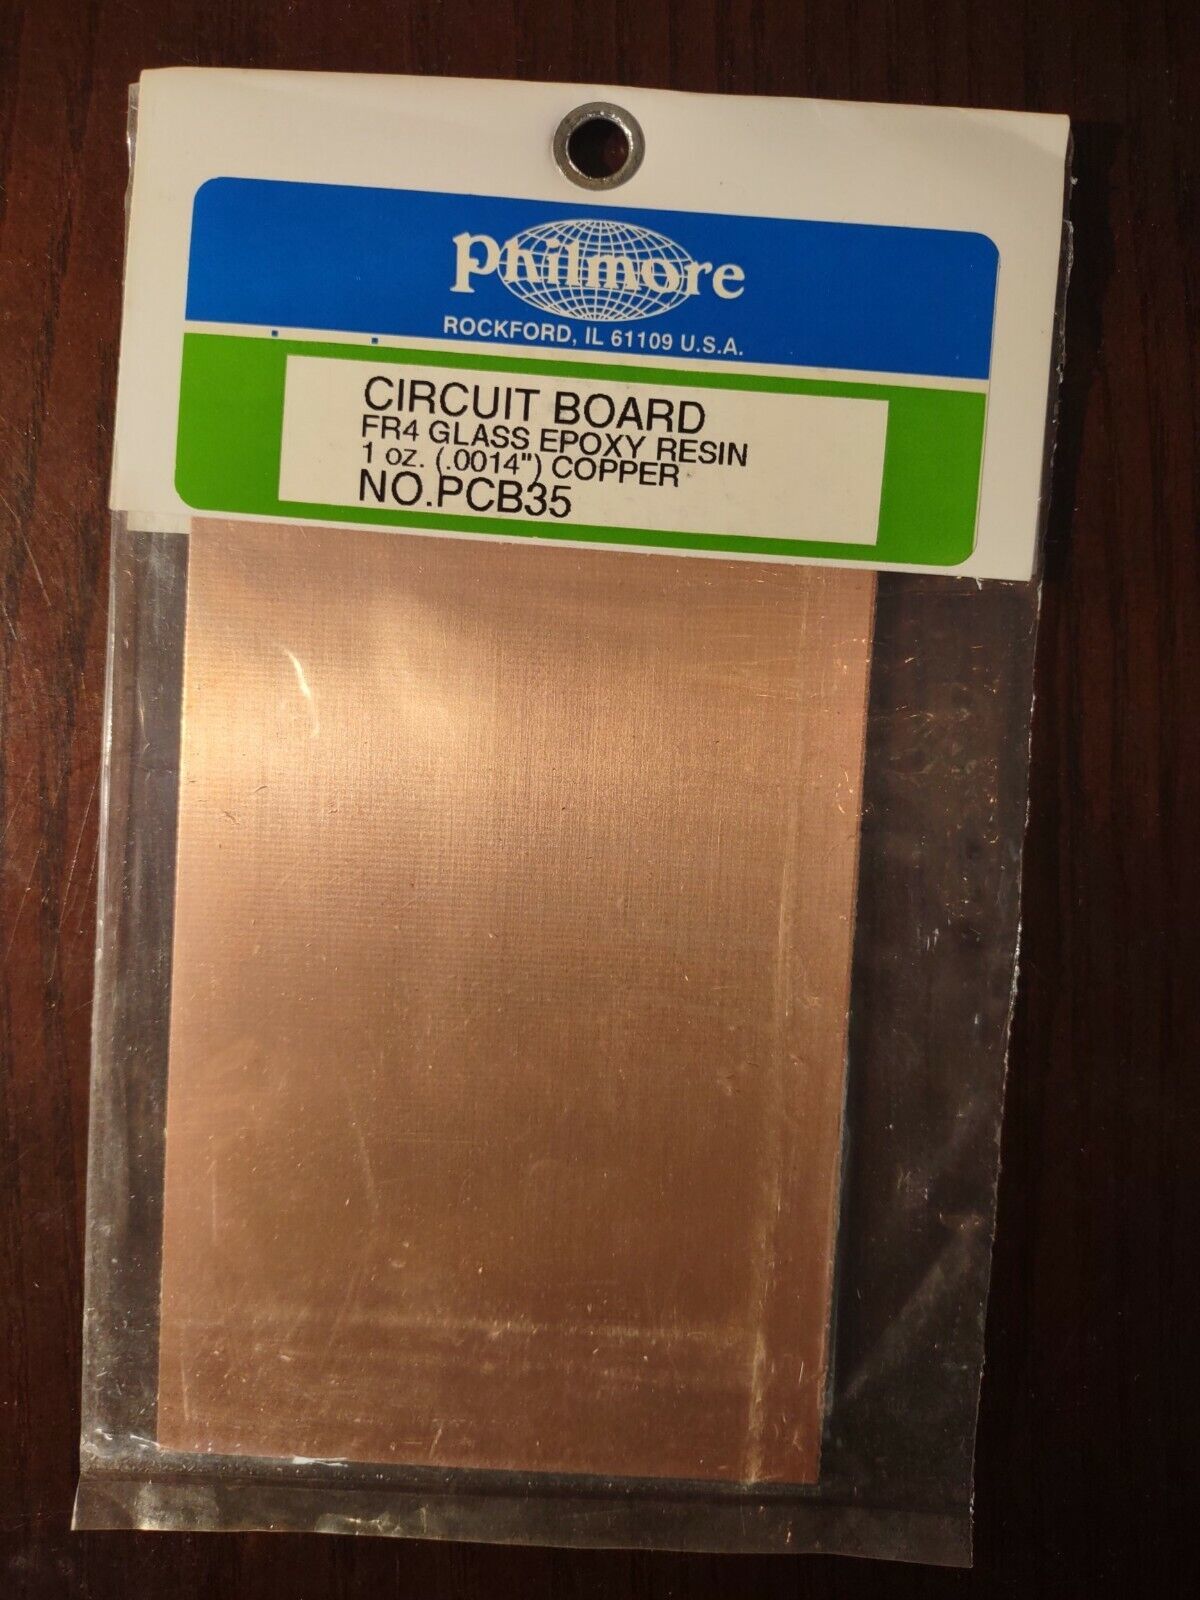 philmore
ROCKFORD, IL 61109 U.S.A.
CIRCUIT BOARD
FR4 GLASS EPOXY RESIN
1 oz. (.0014") COPPER
NO.PCB35